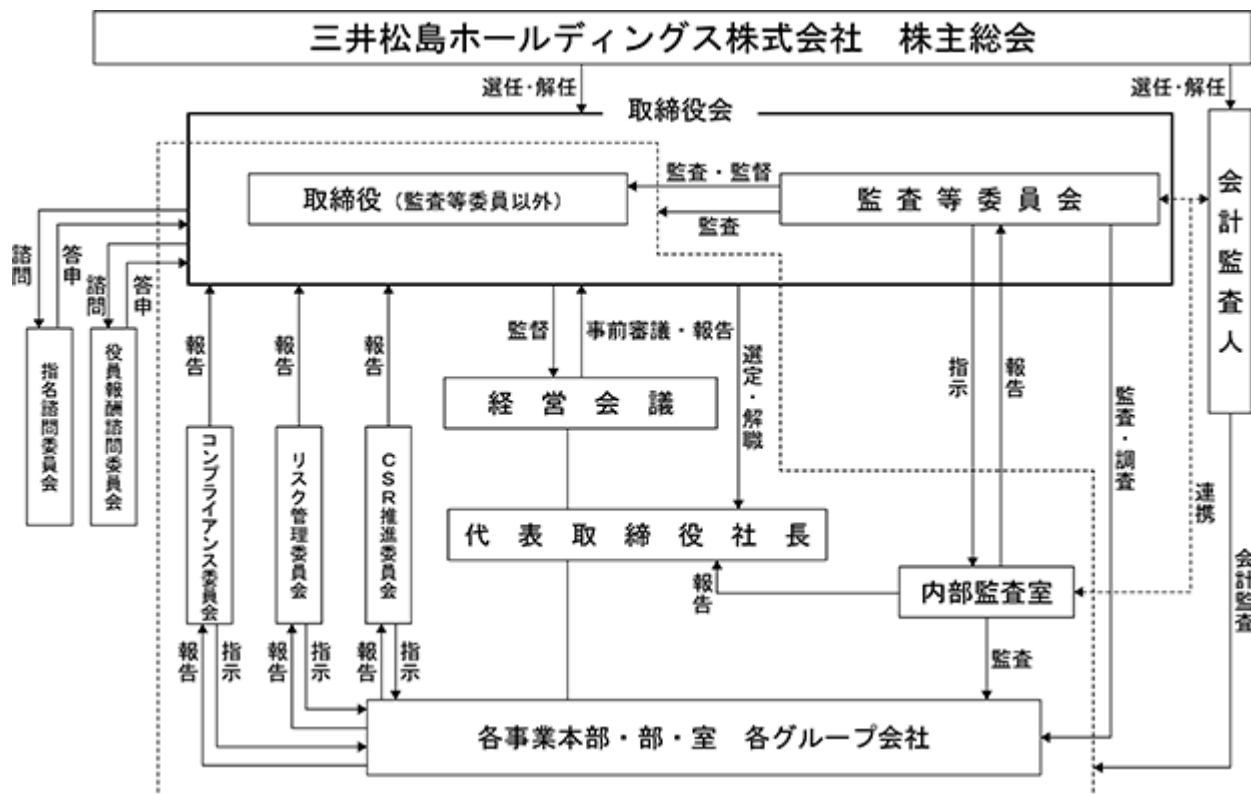 三井松島ホールディングス株式会社　株主総会
選任・解任
選任・解任
取締役会
取締役（監査等委員以外）
監査・監督
監査
監査等委員会
会計監査人
諮問
答申
諮問
答申
指名諮問委員会
役員報酬諮問委員会
報告
報告
報告
監督
事前審議・報告
選定・解職
指示
報告
監査・調査
連携
会計監査
経営会議
コンプライアンス委員会
リスク管理委員会
CSR推進委員会
代表取締役社長
報告
内部監査室
報告
指示
報告
指示
報告
指示
監査
各事業本部・部・室　各グループ会社